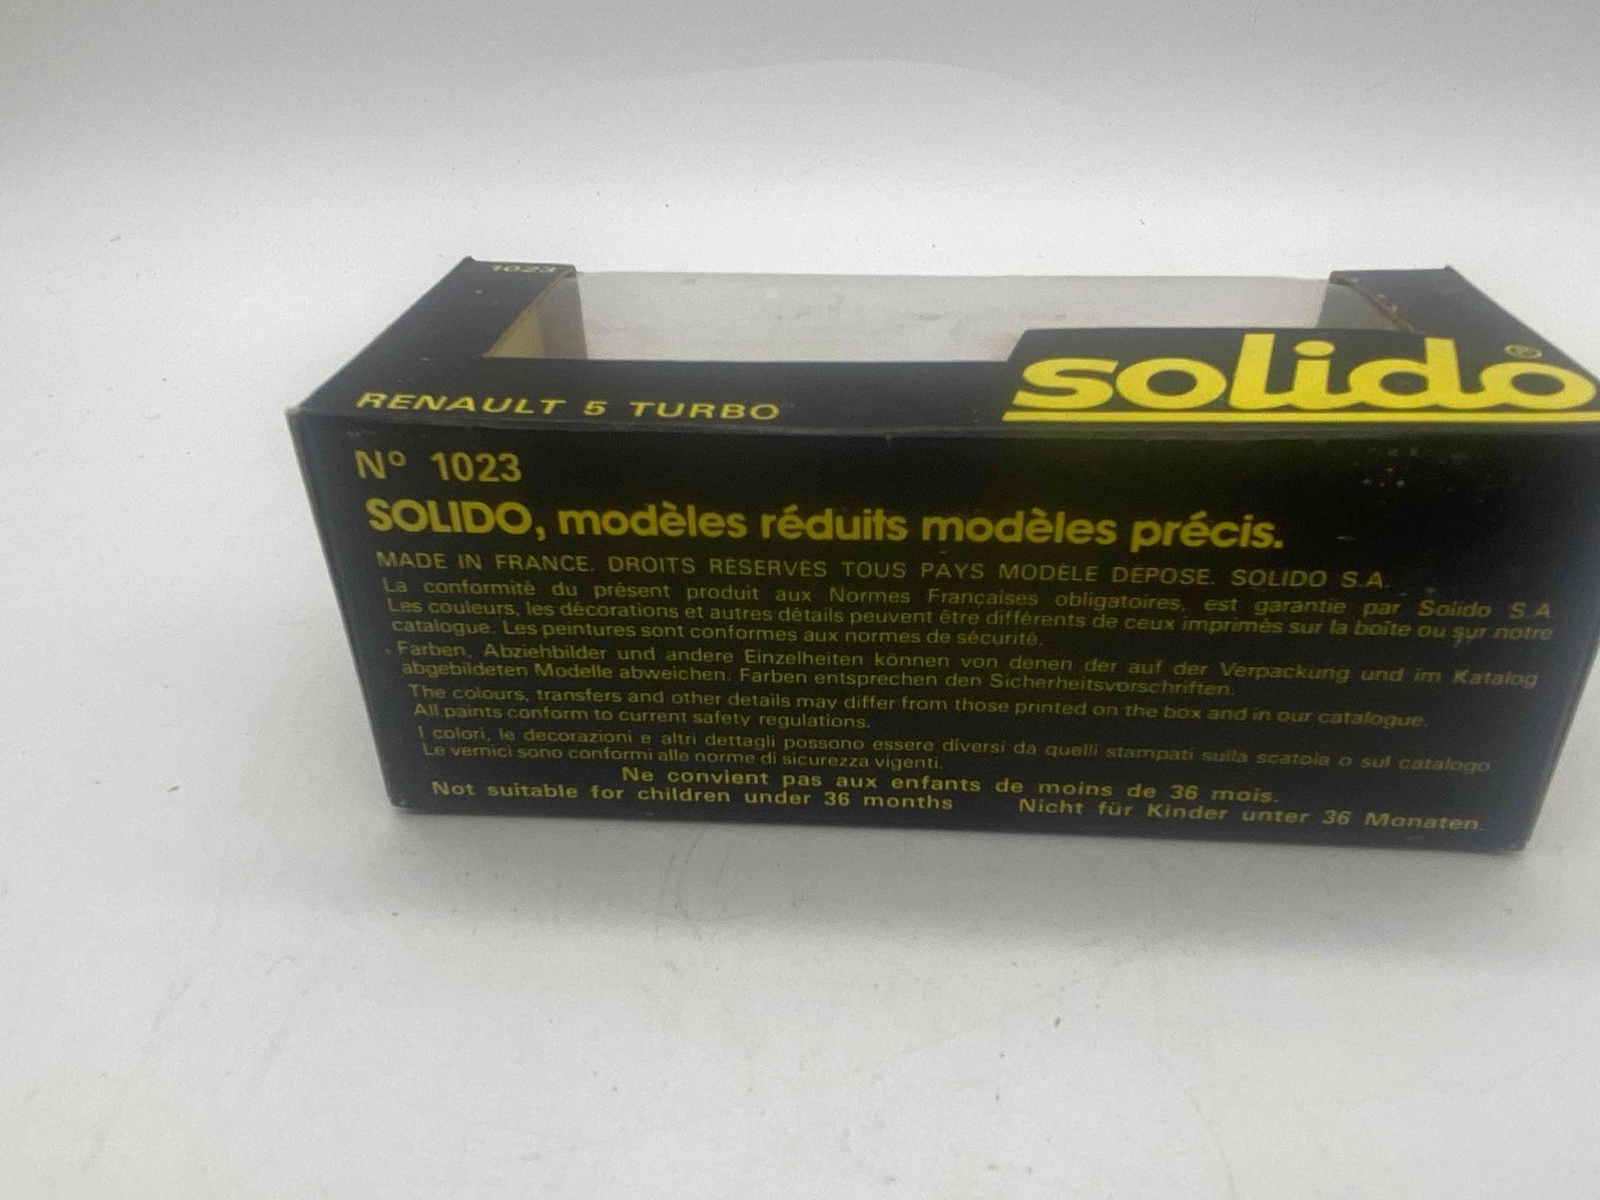 1023
solido®
RENAULT 5 TURBO
Nº 1023
SOLIDO, modèles réduits modèles précis.
MADE IN FRANCE. DROITS RESERVES TOUS PAYS MODELE DEPOSE. SOLIDO S.A.
La conformité du présent produit aux Normes Françaises obligatoires, est garantie par Solido S.A.
Les couleurs, les décorations et autres détails peuvent être différents de ceux imprimés sur la boîte ou sur notre
catalogue. Les peintures sont conformes aux normes de sécurité.
Farben, Abziehbilder und andere Einzelheiten können von denen der auf der Verpackung und im Katalog
abgebildeten Modelle abweichen. Farben entsprechen den Sicherheitsvorschriften.
The colours, transfers and other details may differ from those printed on the box and in our catalogue.
All paints conform to current safety regulations.
I colori, le decorazioni e altri dettagli possono essere diversi da quelli stampati sulla scatola o sul catalogo
Le vernici sono conformi alle norme di sicurezza vigenti.
Ne convient pas aux enfants de moins de 36 mois.
Not suitable for children under 36 months Nicht für Kinder unter 36 Monaten.